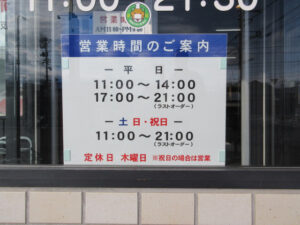 11:00 21:30
営業時間のご案内
— 平 日 —
11:00～14:00
17:00～21:00
(ラストオーダー)
— 土 日・祝日 —
11:00～21:00
(ラストオーダー)
定休日 木曜日 ※祝日の場合は営業